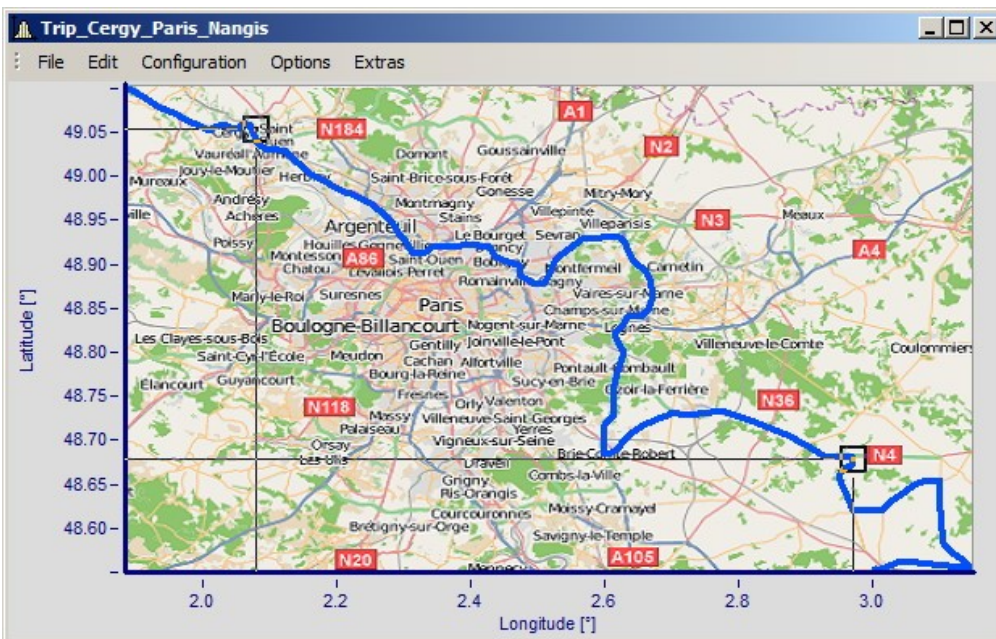 Trip_Cergy_Paris_Nangis
File Edit Configuration Options Extras
Latitude [°]
49.05
49.00
48.95
48.90
48.85
48.80
48.75
48.70
48.65
48.60
A1
N184
N2
Saint
Domont
Goussainville
Vauréal
Jouy-le-Moutier
Herblay
Saint-Brice-sous-Forêt
Mureaux
Gonesse
Mitry-Mory
Andrésy
Montmagny
Achères
Stains
Villepinte
N3
Meaux
Argenteuil
Villeparisis
Le Bourget
Sevran
Poissy
A4
A86
Saint-Ouen
Chatou
Levallois-Perret
Montfermeil
Romainville
Marly-le-Roi
Suresnes
Vaires-sur-Marne
Paris
Champs-sur-Marne
Boulogne-Billancourt
Nogent-sur-Marne
Les Clayes-sous-Bois
Gentilly
Joinville-le-Pont
Villeneuve-le-Comte
Coulommiers
Saint-Cyr-l'École
Meudon
Cachan
Alfortville
Bourg-la-Reine
Pontault-Combault
Élancourt
Guyancourt
Sucy-en-Brie
Fresnes
Orly
Valenton
N36
N118
Massy
Villeneuve-Saint-Georges
Palaiseau
Yerres
Orsay
Vigneux-sur-Seine
Les Ulis
Brie-Comte-Robert
N4
Draveil
Combs-la-Ville
Grigny
Ris-Orangis
Courcouronnes
Moissy-Cramayel
Brétigny-sur-Orge
Savigny-le-Temple
N20
A105
2.0 2.2 2.4 2.6 2.8 3.0
Longitude [°]